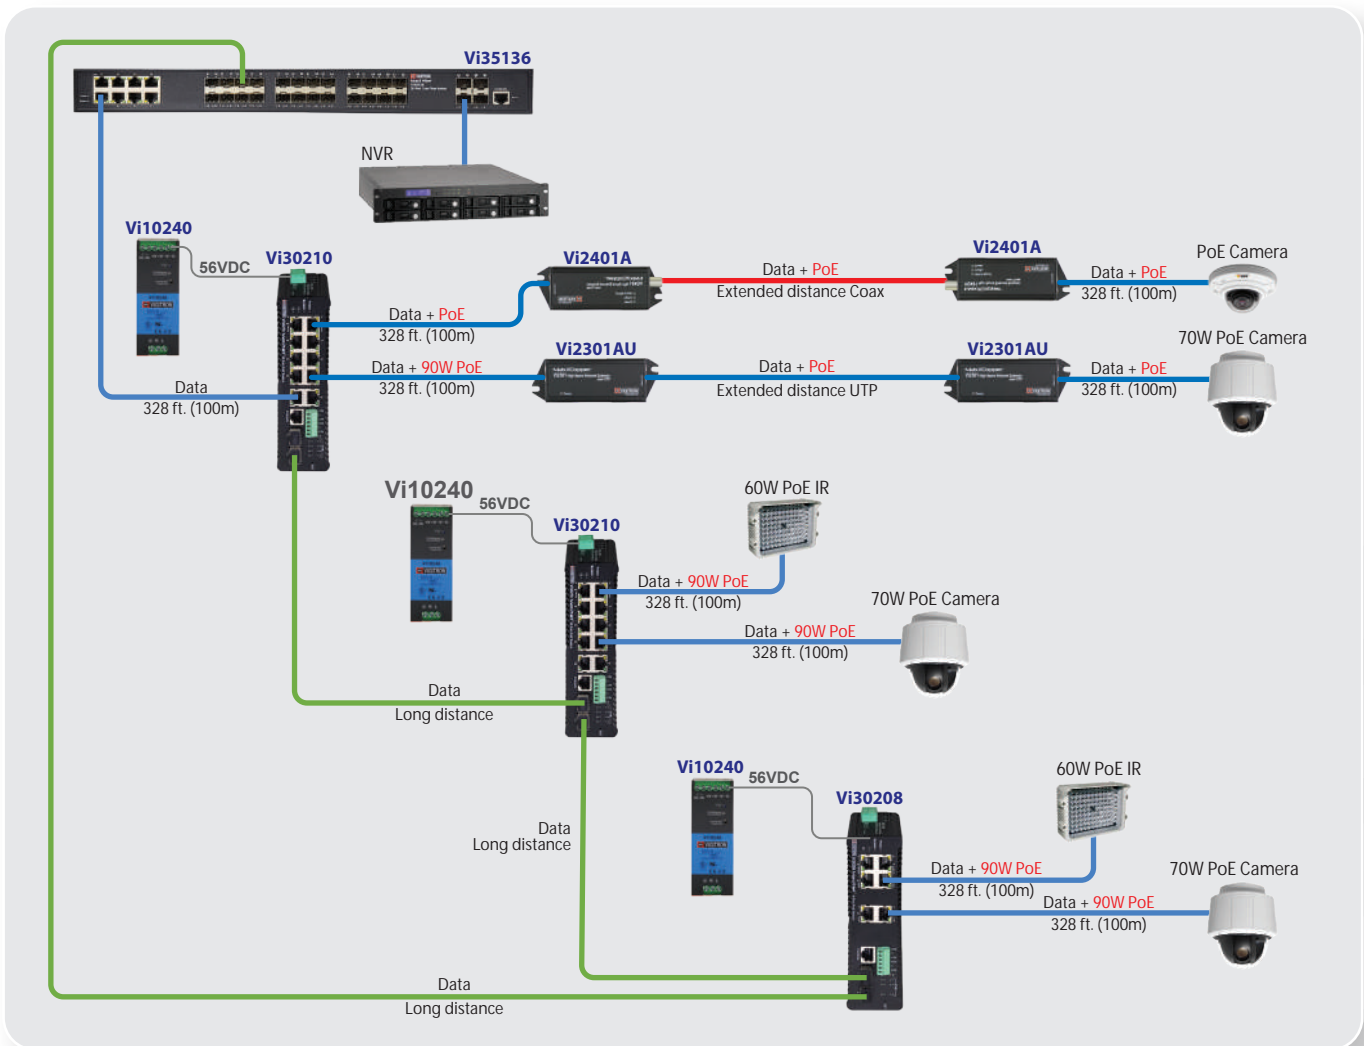 Vi35136
NVR
Vi10240
56VDC
Vi30210
Vi2401A
Data + PoE
Extended distance Coax
Vi2401A
Data + PoE
328 ft. (100m)
PoE Camera
Data + PoE
328 ft. (100m)
Vi2301AU
Data + 90W PoE
328 ft. (100m)
Data + PoE
Extended distance UTP
Vi2301AU
Data + PoE
328 ft. (100m)
70W PoE Camera
Data
328 ft. (100m)
Vi10240
56VDC
Vi30210
60W PoE IR
Data + 90W PoE
328 ft. (100m)
70W PoE Camera
Data + 90W PoE
328 ft. (100m)
Data
Long distance
Vi10240
56VDC
Vi30208
60W PoE IR
Data
Long distance
Data + 90W PoE
328 ft. (100m)
70W PoE Camera
Data + 90W PoE
328 ft. (100m)
Data
Long distance